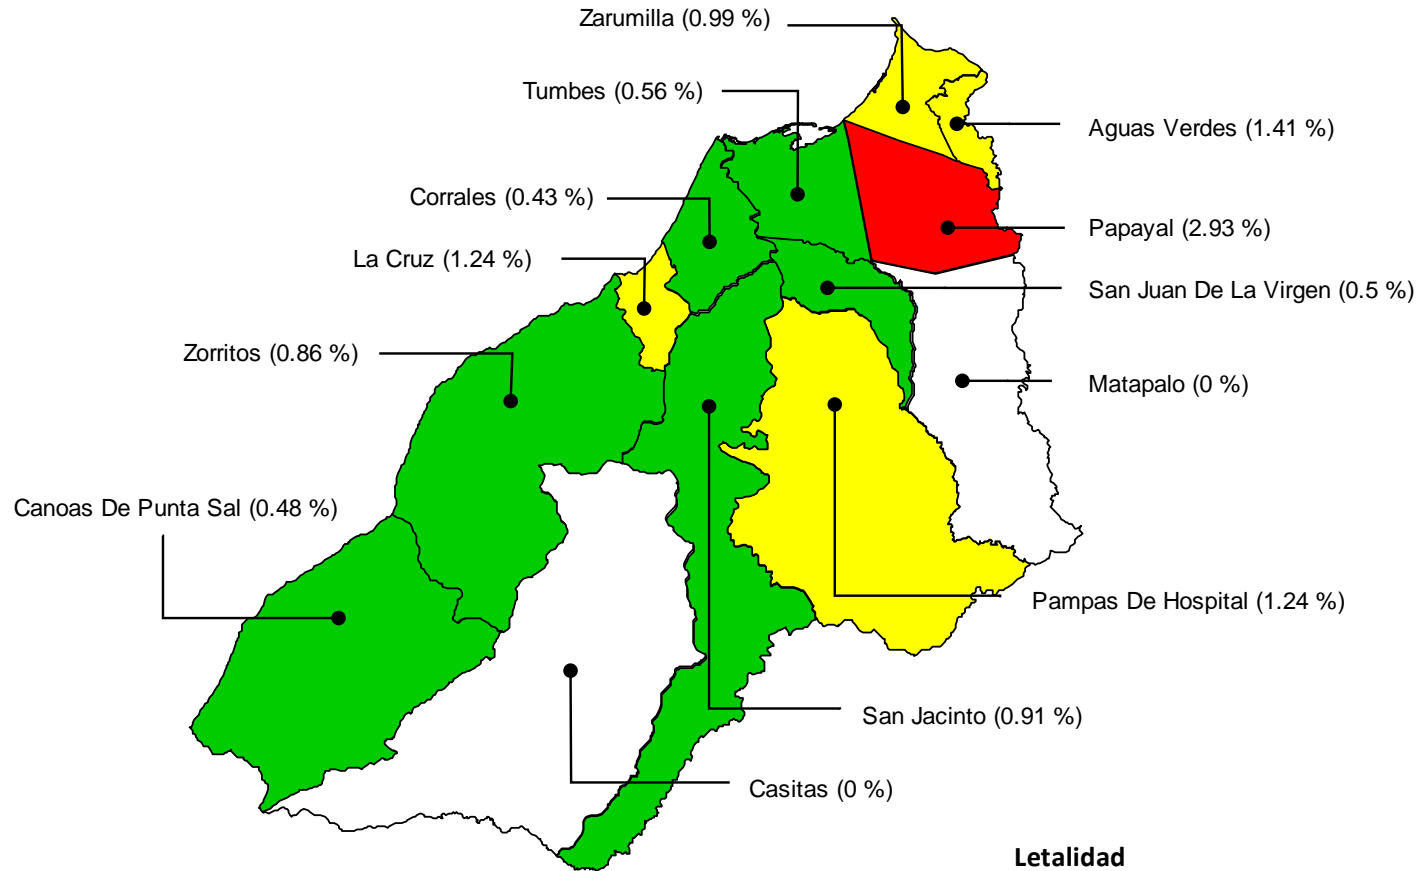 Zarumilla (0.99 %)
Tumbes (0.56 %)
Aguas Verdes (1.41 %)
Corrales (0.43 %)
Papayal (2.93 %)
La Cruz (1.24 %)
San Juan De La Virgen (0.5 %)
Zorritos (0.86 %)
Matapalo (0 %)
Canoas De Punta Sal (0.48 %)
Pampas De Hospital (1.24 %)
San Jacinto (0.91 %)
Casitas (0 %)
Letalidad